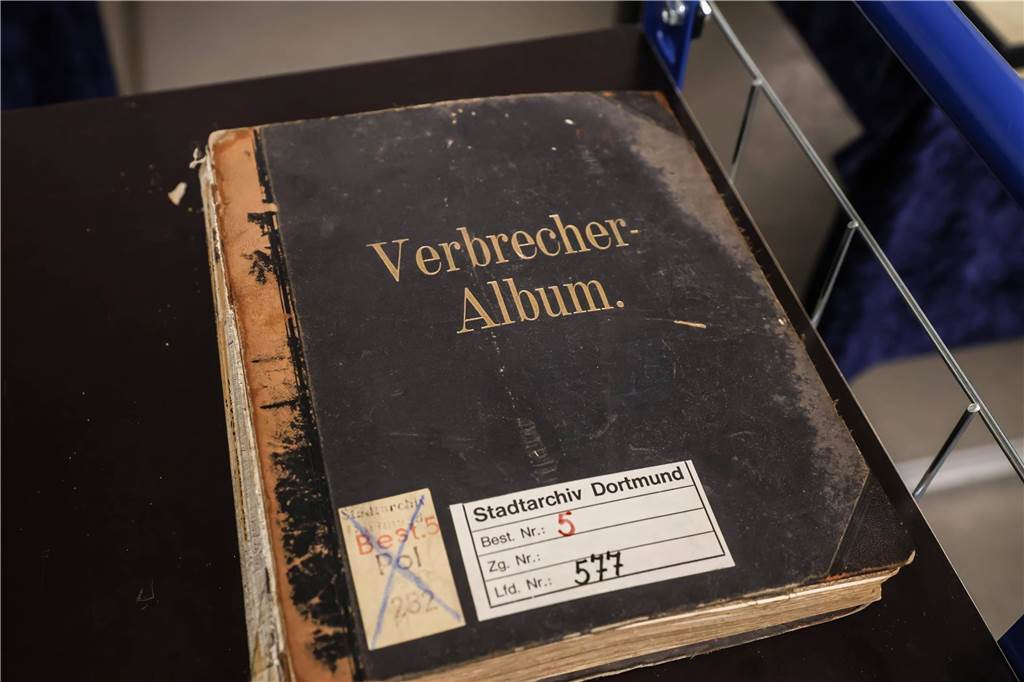 Verbrecher-
Album.
Stadtarchiv Dortmund
Best. Nr.: 5
Zg. Nr.:
Lfd. Nr.: 577
Stadtarchiv
Best. 5
Pol
282